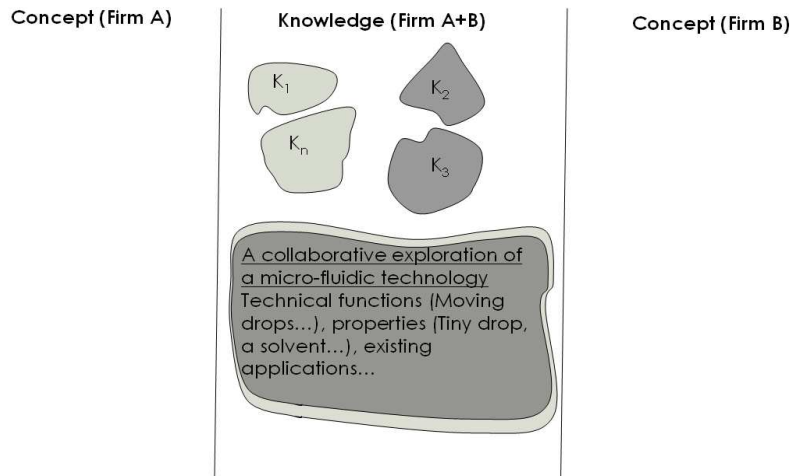 Concept (Firm A)
Knowledge (Firm A+B)
Concept (Firm B)
K1
K2
Kn
K3
A collaborative exploration of
a micro-fluidic technology
Technical functions (Moving
drops...), properties (Tiny drop,
a solvent...), existing
applications...